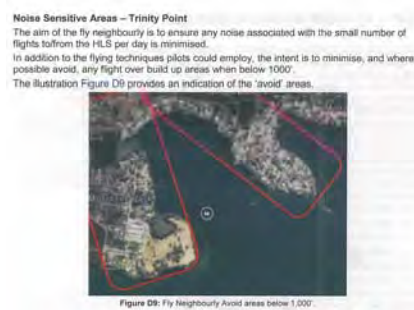 Noise Sensitive Areas – Trinity Point
The aim of the fly neighbourly is to ensure any noise associated with the small number of
flights to/from the HLS per day is minimised.
In addition to the flying techniques pilots could employ, the intent is to minimise, and where
possible avoid, any flight over build up areas when below 1000'.
The illustration Figure D9 provides an indication of the 'avoid' areas.
H
Figure D9: Fly Neighbourly Avoid areas below 1,000'.